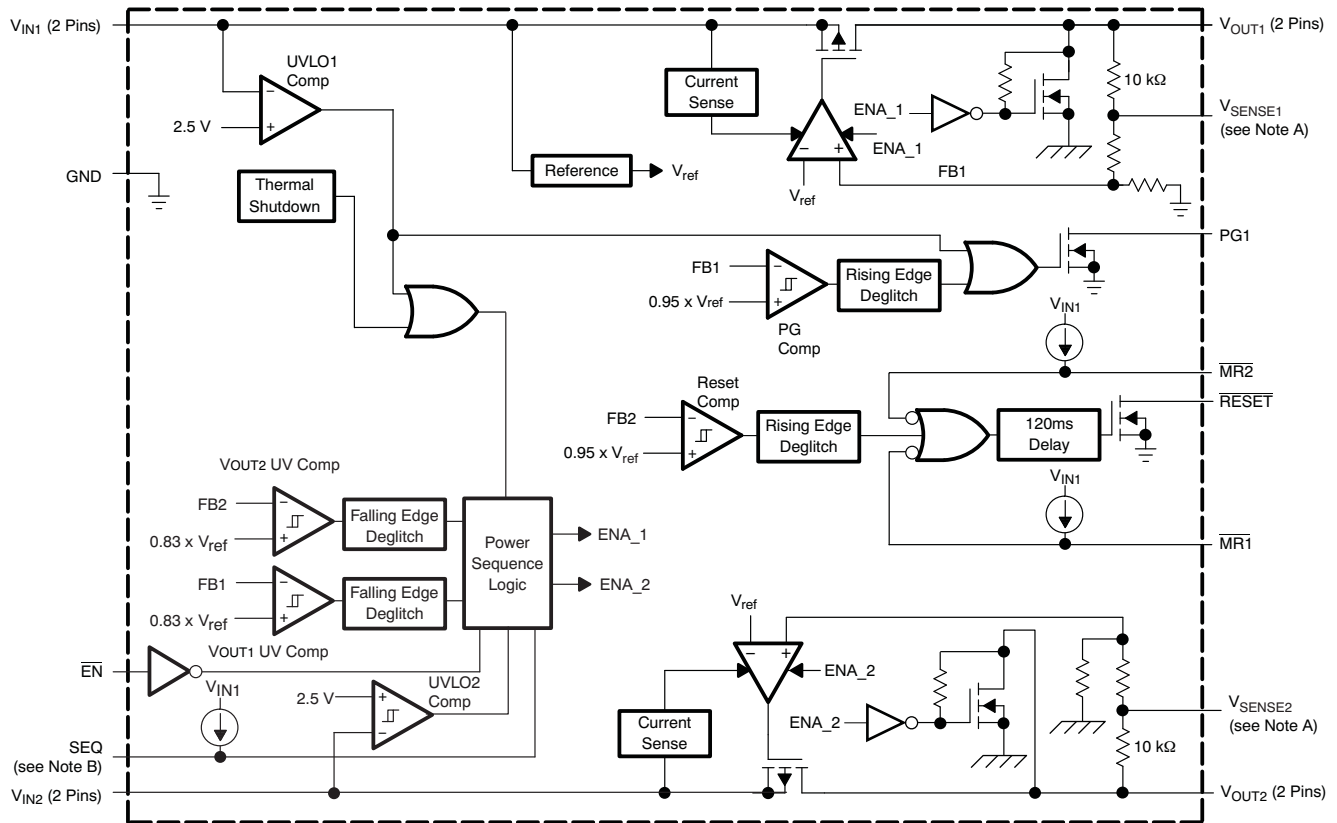 VIN1 (2 Pins)
UVLO1
Comp
−
+
2.5 V
GND
Thermal
Shutdown
Reference
Vref
Current
Sense
ENA_1
−
+
Vref
ENA_1
FB1
10 kΩ
VOUT1 (2 Pins)
VSENSE1
(see Note A)
FB1
−
0.95 x Vref
+
PG
Comp
Rising Edge
Deglitch
PG1
VIN1
MR2
Reset
Comp
FB2
−
0.95 x Vref
+
Rising Edge
Deglitch
120ms
Delay
RESET
VIN1
MR1
VOUT2 UV Comp
FB2
−
0.83 x Vref
+
Falling Edge
Deglitch
FB1
−
0.83 x Vref
+
Falling Edge
Deglitch
VOUT1 UV Comp
Power
Sequence
Logic
ENA_1
ENA_2
EN
VIN1
2.5 V
+
−
UVLO2
Comp
SEQ
(see Note B)
VIN2 (2 Pins)
Vref
−
+
ENA_2
Current
Sense
ENA_2
10 kΩ
VSENSE2
(see Note A)
VOUT2 (2 Pins)